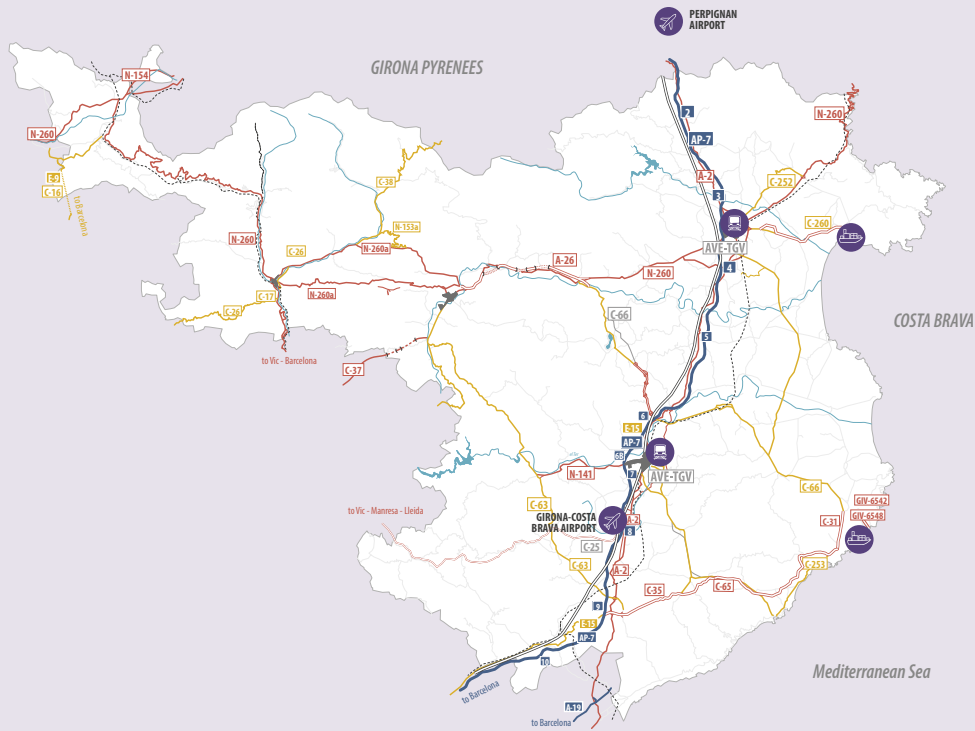 PERPIGNAN
AIRPORT
GIRONA PYRENEES
N-154
N-260
N-260
2
AP-7
A-2
E-9
C-16
to Barcelona
C-38
C-252
3
N-153a
C-260
N-260
C-26
N-260a
AVE-TGV
A-26
N-260
4
C-17
N-260a
C-26
C-66
COSTA BRAVA
5
to Vic - Barcelona
C-37
6
E-15
AP-7
6B
N-141
7
AVE-TGV
C-66
C-63
GIV-6542
GIV-6548
to Vic - Manresa - Lleida
GIRONA-COSTA
BRAVA AIRPORT
A-2
8
C-31
C-25
C-63
A-2
C-253
C-35
C-65
9
E-15
AP-7
10
Mediterranean Sea
to Barcelona
A-19
to Barcelona